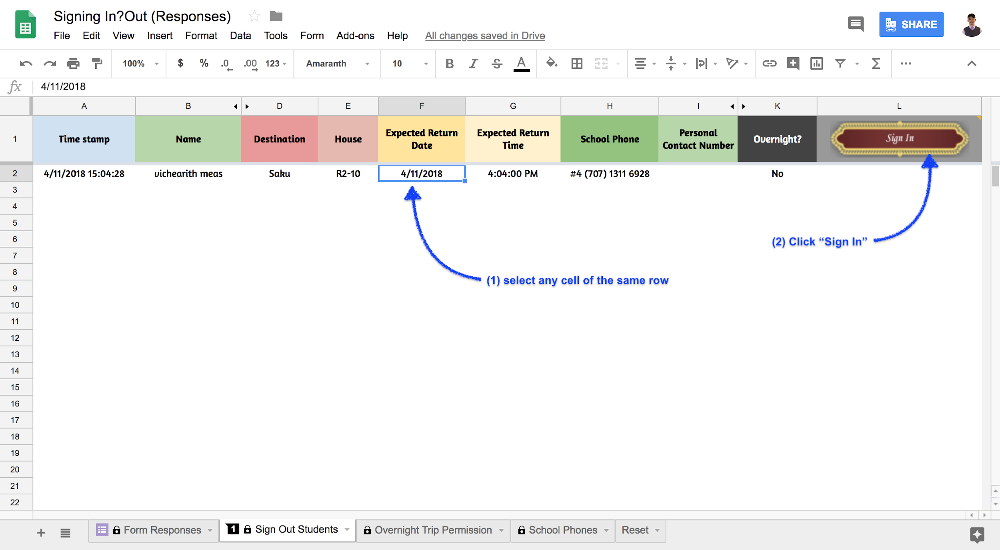 Signing In?Out (Responses)
SHARE
File Edit View Insert Format Data Tools Form Add-ons Help All changes saved in Drive
100% $ % .0 .00 123 Amaranth 10 B I S A Σ
fx 4/11/2018
A B D E F G H I K L
1 Time stamp Name Destination House Expected Return Date Expected Return Time School Phone Personal Contact Number Overnight? Sign In
2 4/11/2018 15:04:28 vichearith meas Saku R2-10 4/11/2018 4:04:00 PM #4 (707) 1311 6928 No
3
4
5
6
(2) Click “Sign In”
7
8
(1) select any cell of the same row
9
10
11
12
13
14
15
16
17
18
19
20
21
22
Form Responses 1 Sign Out Students Overnight Trip Permission School Phones Reset